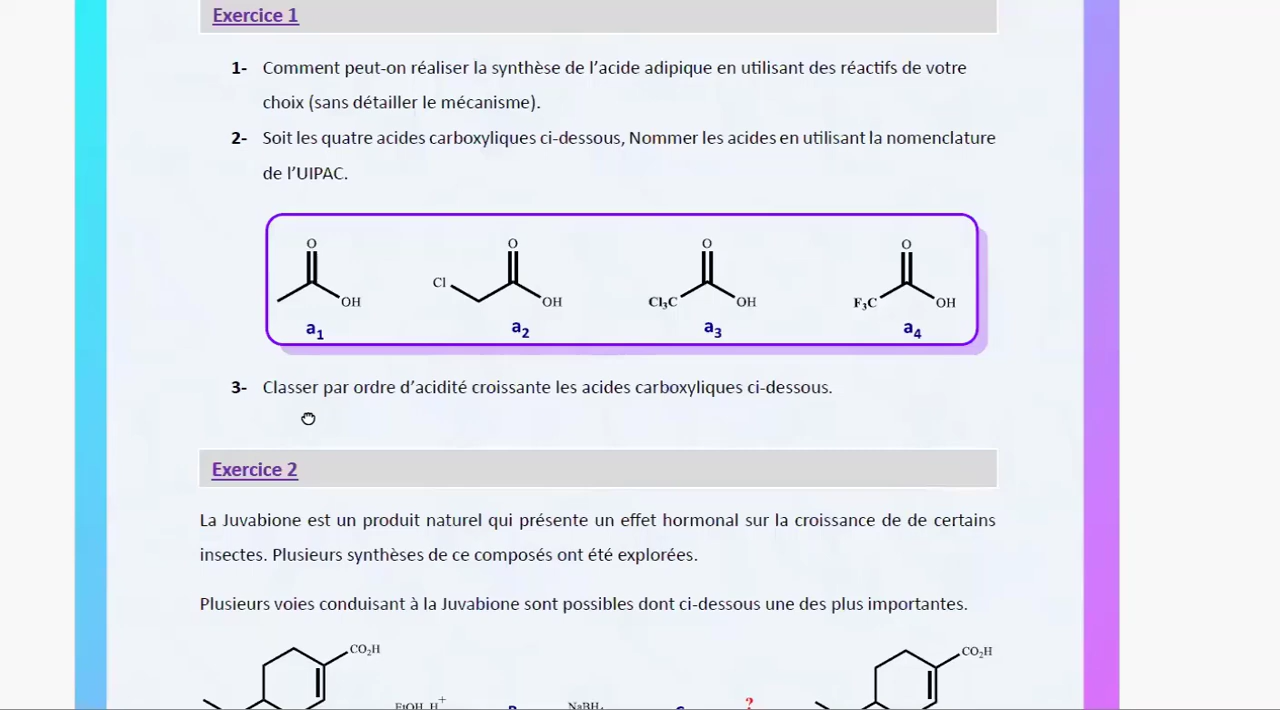 Exercice 1
1- Comment peut-on réaliser la synthèse de l’acide adipique en utilisant des réactifs de votre
choix (sans détailler le mécanisme).
2- Soit les quatre acides carboxyliques ci-dessous, Nommer les acides en utilisant la nomenclature
de l’UIPAC.
O O O O
Cl
OH OH Cl₃C OH F₃C OH
a₁ a₂ a₃ a₄
3- Classer par ordre d’acidité croissante les acides carboxyliques ci-dessous.
Exercice 2
La Juvabione est un produit naturel qui présente un effet hormonal sur la croissance de de certains
insectes. Plusieurs synthèses de ce composés ont été explorées.
Plusieurs voies conduisant à la Juvabione sont possibles dont ci-dessous une des plus importantes.
CO₂H CO₂H
EtOH, H⁺ NaBH₄ ?